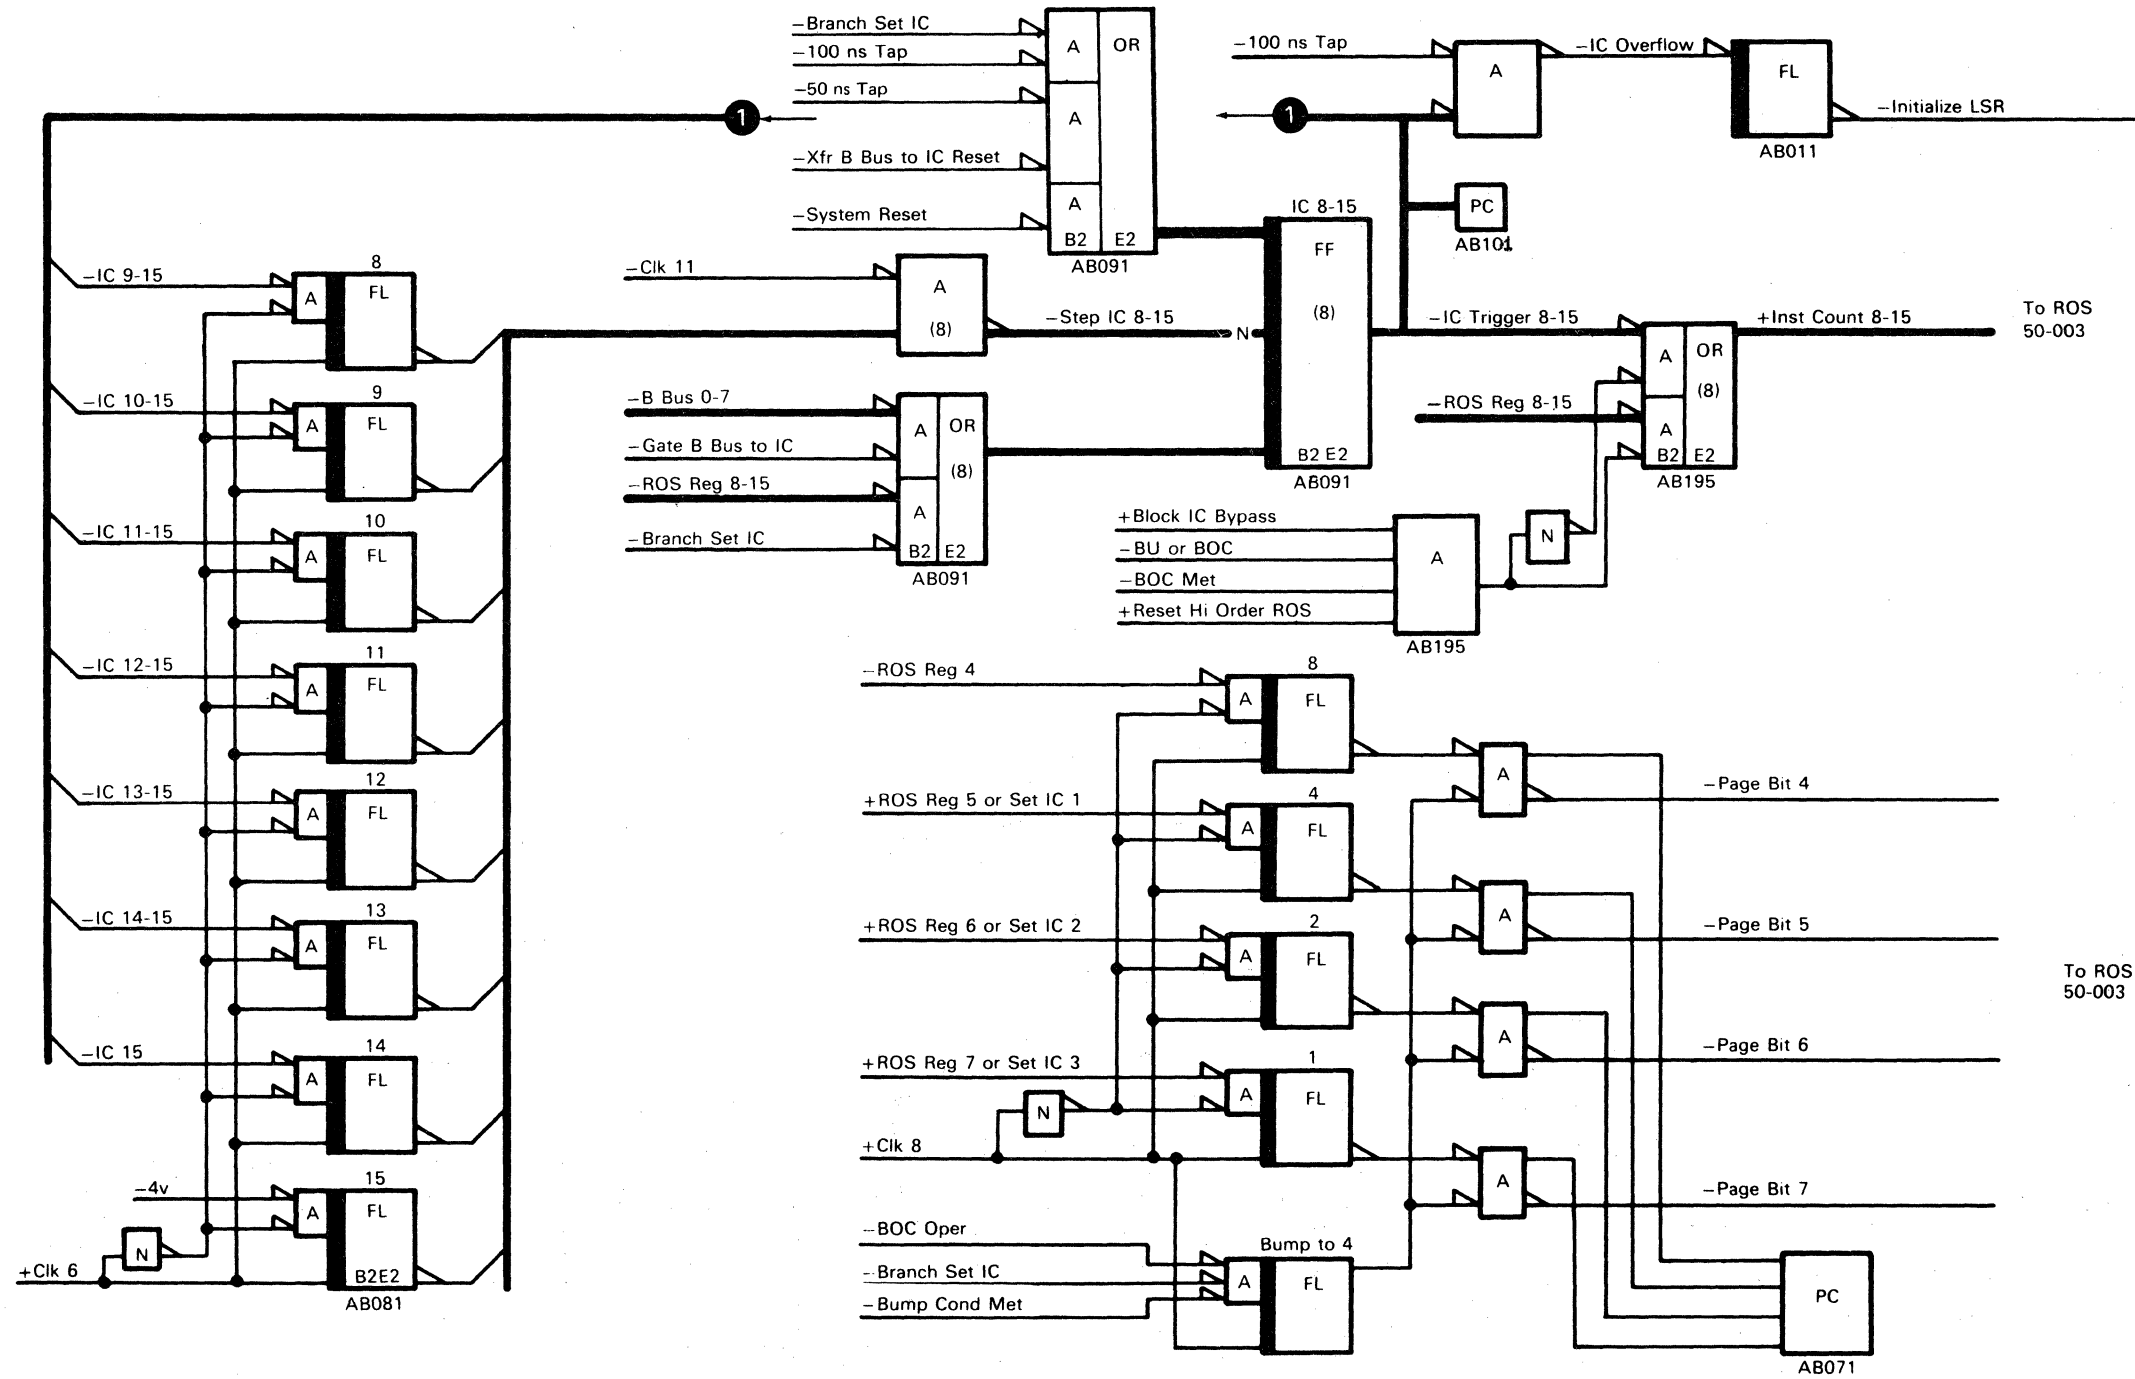 −Branch Set IC
−100 ns Tap
−50 ns Tap
−Xfr B Bus to IC Reset
−System Reset
A
OR
A
A
B2
E2
AB091
1
1
−100 ns Tap
A
−IC Overflow
FL
AB011
−Initialize LSR
PC
AB101
−IC 9-15
A
8
FL
−IC 10-15
A
9
FL
−IC 11-15
A
10
FL
−IC 12-15
A
11
FL
−IC 13-15
A
12
FL
−IC 14-15
A
13
FL
−IC 15
A
14
FL
−4v
A
15
FL
B2E2
AB081
N
+Clk 6
−Clk 11
A
(8)
−Step IC 8-15
N
−B Bus 0-7
−Gate B Bus to IC
−ROS Reg 8-15
−Branch Set IC
A
OR
(8)
A
B2
E2
AB091
IC 8-15
FF
(8)
B2 E2
AB091
−IC Trigger 8-15
−ROS Reg 8-15
A
OR
(8)
A
B2
E2
AB195
+Inst Count 8-15
To ROS
50-003
+Block IC Bypass
−BU or BOC
−BOC Met
+Reset Hi Order ROS
A
AB195
N
−ROS Reg 4
A
8
FL
+ROS Reg 5 or Set IC 1
A
4
FL
+ROS Reg 6 or Set IC 2
A
2
FL
+ROS Reg 7 or Set IC 3
A
1
FL
N
+Clk 8
−BOC Oper
−Branch Set IC
−Bump Cond Met
A
Bump to 4
FL
A
−Page Bit 4
A
−Page Bit 5
A
−Page Bit 6
A
−Page Bit 7
To ROS
50-003
PC
AB071